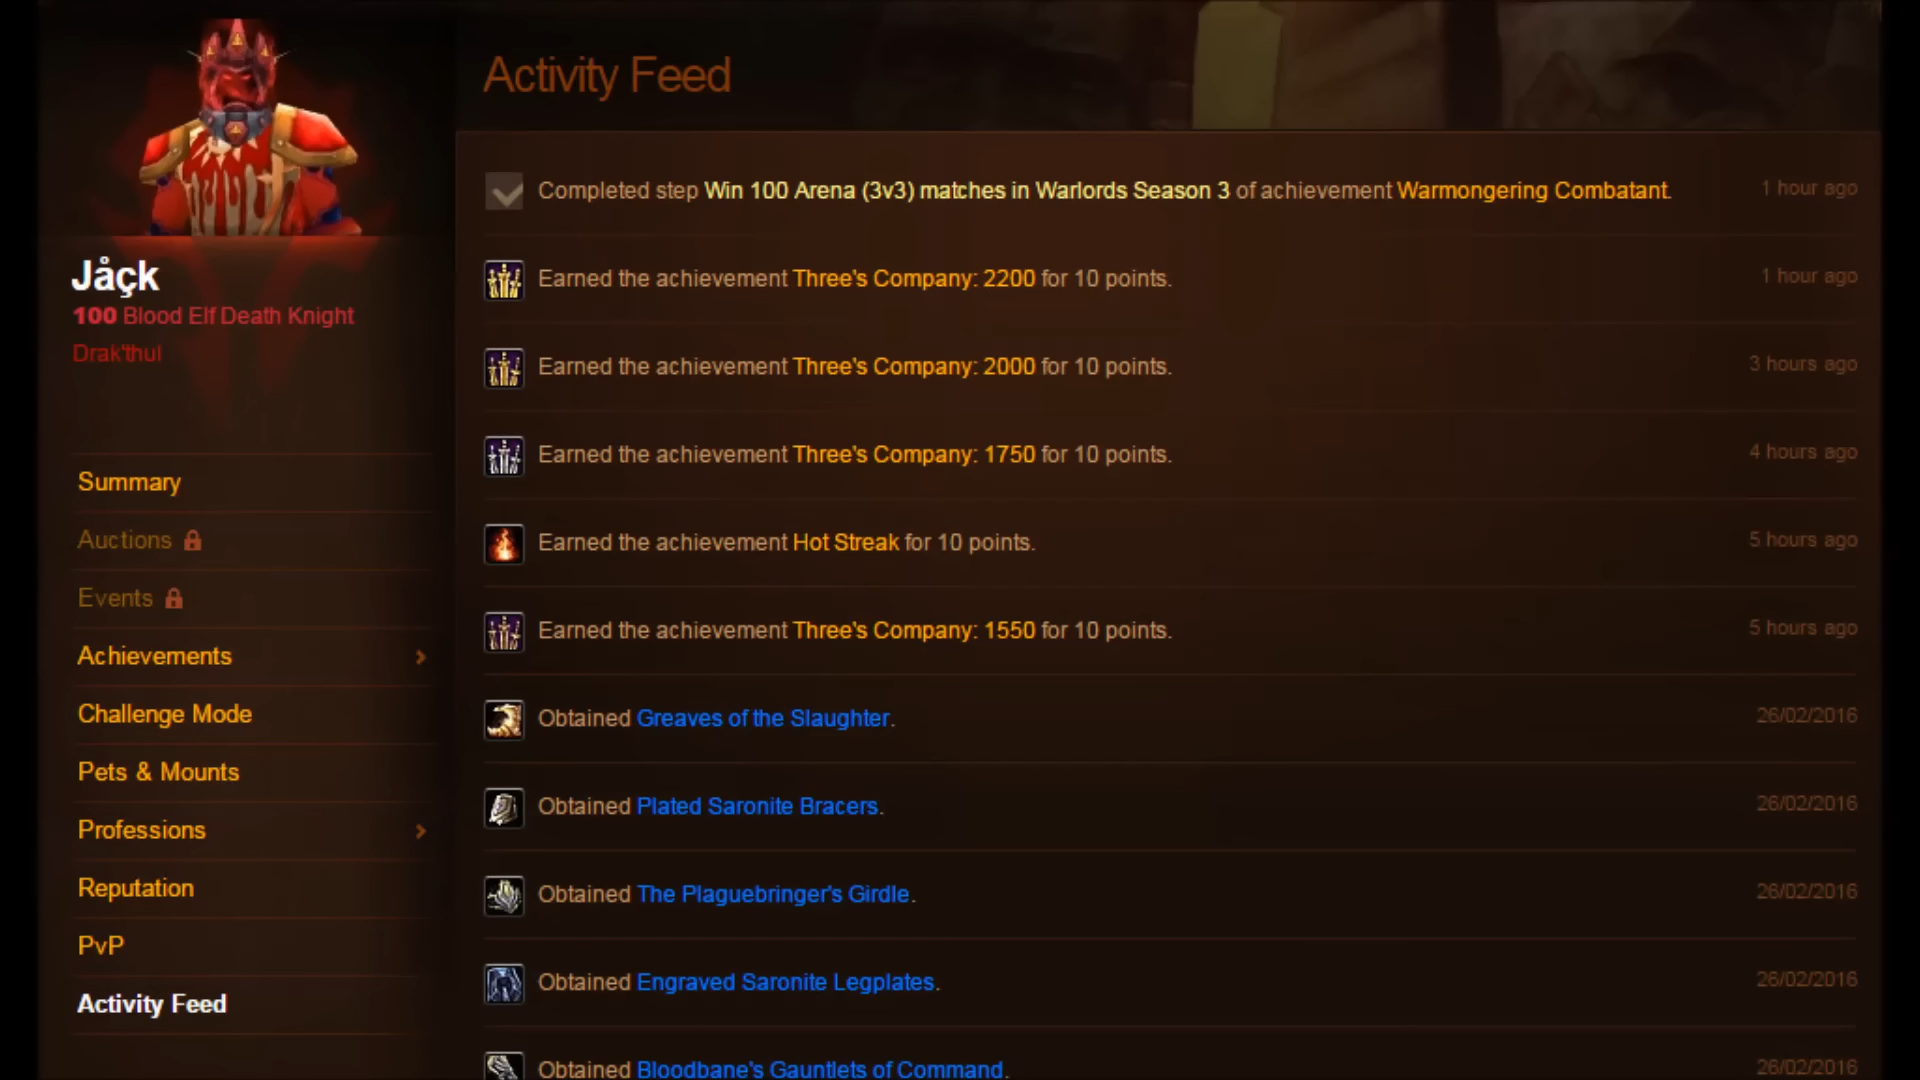 Jåçk
100 Blood Elf Death Knight
Drak'thul
Summary
Auctions
Events
Achievements
Challenge Mode
Pets & Mounts
Professions
Reputation
PvP
Activity Feed
Activity Feed
Completed step Win 100 Arena (3v3) matches in Warlords Season 3 of achievement Warmongering Combatant. 1 hour ago
Earned the achievement Three's Company: 2200 for 10 points. 1 hour ago
Earned the achievement Three's Company: 2000 for 10 points. 3 hours ago
Earned the achievement Three's Company: 1750 for 10 points. 4 hours ago
Earned the achievement Hot Streak for 10 points. 5 hours ago
Earned the achievement Three's Company: 1550 for 10 points. 5 hours ago
Obtained Greaves of the Slaughter. 26/02/2016
Obtained Plated Saronite Bracers. 26/02/2016
Obtained The Plaguebringer's Girdle. 26/02/2016
Obtained Engraved Saronite Legplates. 26/02/2016
Obtained Bloodbane's Gauntlets of Command. 26/02/2016